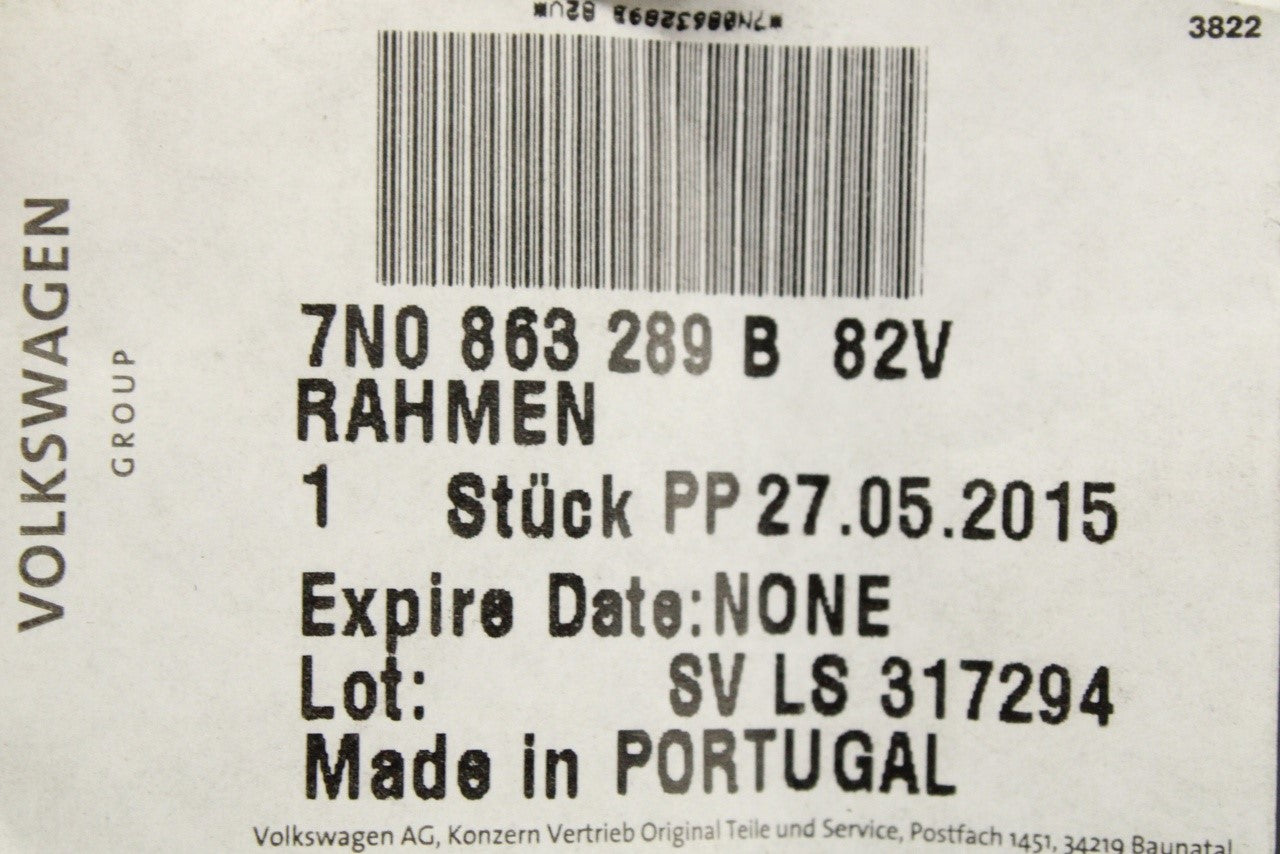 *7N0863289B 82V*
3822
VOLKSWAGEN
GROUP
7N0 863 289 B 82V
RAHMEN
1 Stück PP 27.05.2015
Expire Date:NONE
Lot: SV LS 317294
Made in PORTUGAL
Volkswagen AG, Konzern Vertrieb Original Teile und Service, Postfach 1451, 34219 Baunatal